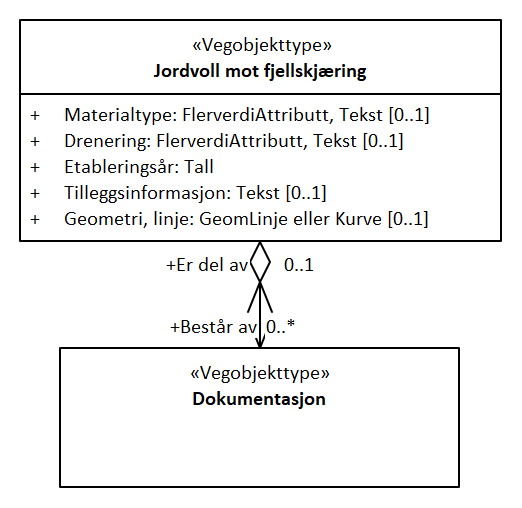 «Vegobjekttype»
Jordvoll mot fjellskjæring
+ Materialtype: FlerverdiAttributt, Tekst [0..1]
+ Drenering: FlerverdiAttributt, Tekst [0..1]
+ Etableringsår: Tall
+ Tilleggsinformasjon: Tekst [0..1]
+ Geometri, linje: GeomLinje eller Kurve [0..1]
+Er del av 0..1
+Består av 0..*
«Vegobjekttype»
Dokumentasjon